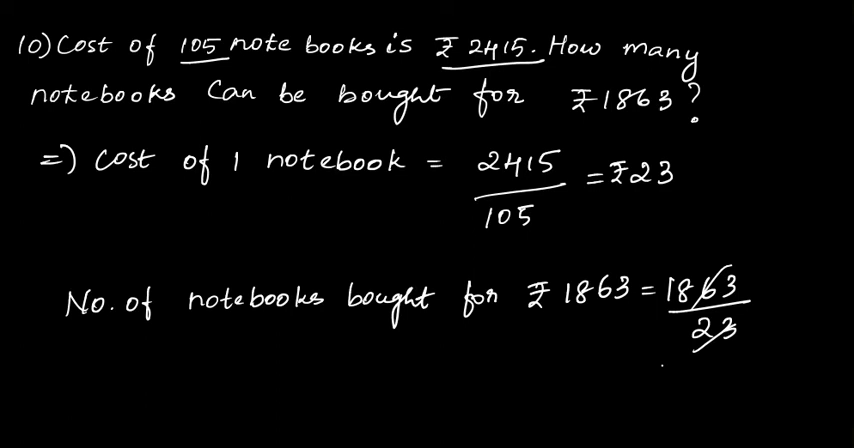 10) Cost of 105 note books is ₹ 2415. How many
notebooks can be bought for ₹1863?
=) Cost of 1 notebook = 2415/105 = ₹23
No. of notebooks bought for ₹ 1863 = 1863/23